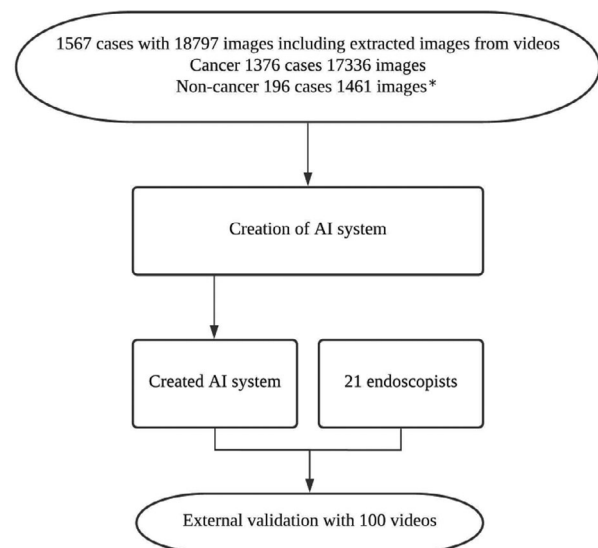 1567 cases with 18797 images including extracted images from videos
Cancer 1376 cases 17336 images
Non-cancer 196 cases 1461 images*
Creation of AI system
Created AI system
21 endoscopists
External validation with 100 videos